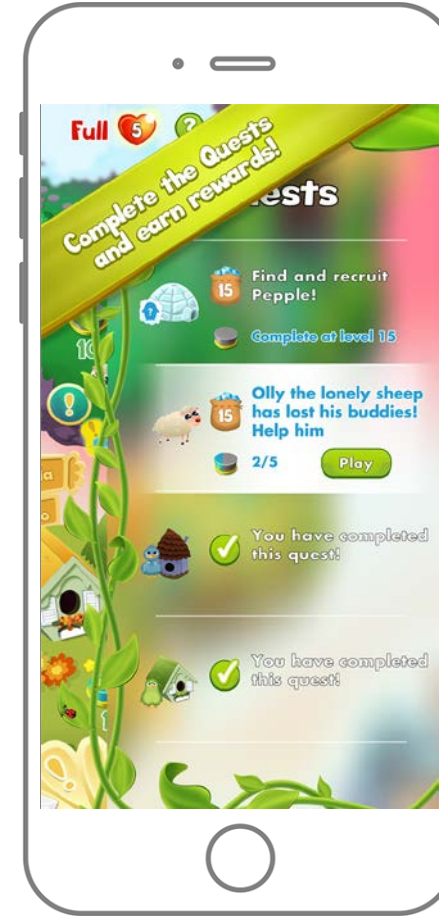 Full 5 ?
Complete the Quests
and earn rewards!
ests
15 Find and recruit
Pepple!
?
Complete at level 15
10
!
15 Olly the lonely sheep
has lost his buddies!
Help him
2/5 Play
You have completed
this quest!
You have completed
this quest!